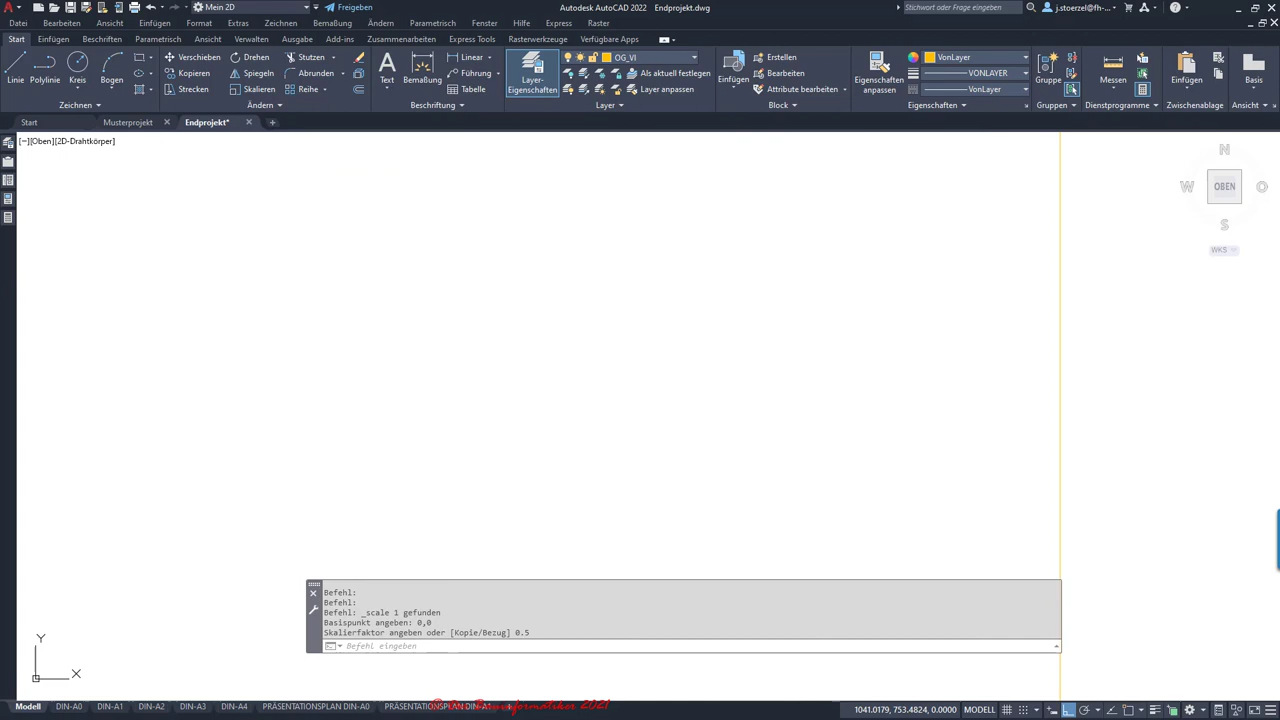 Mein 2D Freigeben Autodesk AutoCAD 2022 Endprojekt.dwg Stichwort oder Frage eingeben j.stoerzel@fh-...
Datei Bearbeiten Ansicht Einfügen Format Extras Zeichnen Bemaßung Ändern Parametrisch Fenster Hilfe Express Raster
Start Einfügen Beschriften Parametrisch Ansicht Verwalten Ausgabe Add-ins Zusammenarbeiten Express Tools Rasterwerkzeuge Verfügbare Apps
Linie Polylinie Kreis Bogen
Verschieben Drehen Stutzen
Kopieren Spiegeln Abrunden
Strecken Skalieren Reihe
Text Bemaßung
Linear
Führung
Tabelle
Layer-
Eigenschaften
OG_VI
Als aktuell festlegen
Layer anpassen
Einfügen
Erstellen
Bearbeiten
Attribute bearbeiten
Eigenschaften
anpassen
VonLayer
VONLAYER
VonLayer
Gruppe
Messen
Einfügen
Basis
Zeichnen Ändern Beschriftung Layer Block Eigenschaften Gruppen Dienstprogramme Zwischenablage Ansicht
Start Musterprojekt Endprojekt*
[−][Oben][2D-Drahtkörper]
N
W OBEN O
S
WKS
Befehl:
Befehl:
Befehl: _scale 1 gefunden
Basispunkt angeben: 0,0
Skalierfaktor angeben oder [Kopie/Bezug] 0.5
Befehl eingeben
Y
X
Modell DIN-A0 DIN-A1 DIN-A2 DIN-A3 DIN-A4 PRÄSENTATIONSPLAN DIN-A0 PRÄSENTATIONSPLAN DIN-A1
© Der Bauinformatiker 2021
1041.0179, 753.4824, 0.0000 MODELL